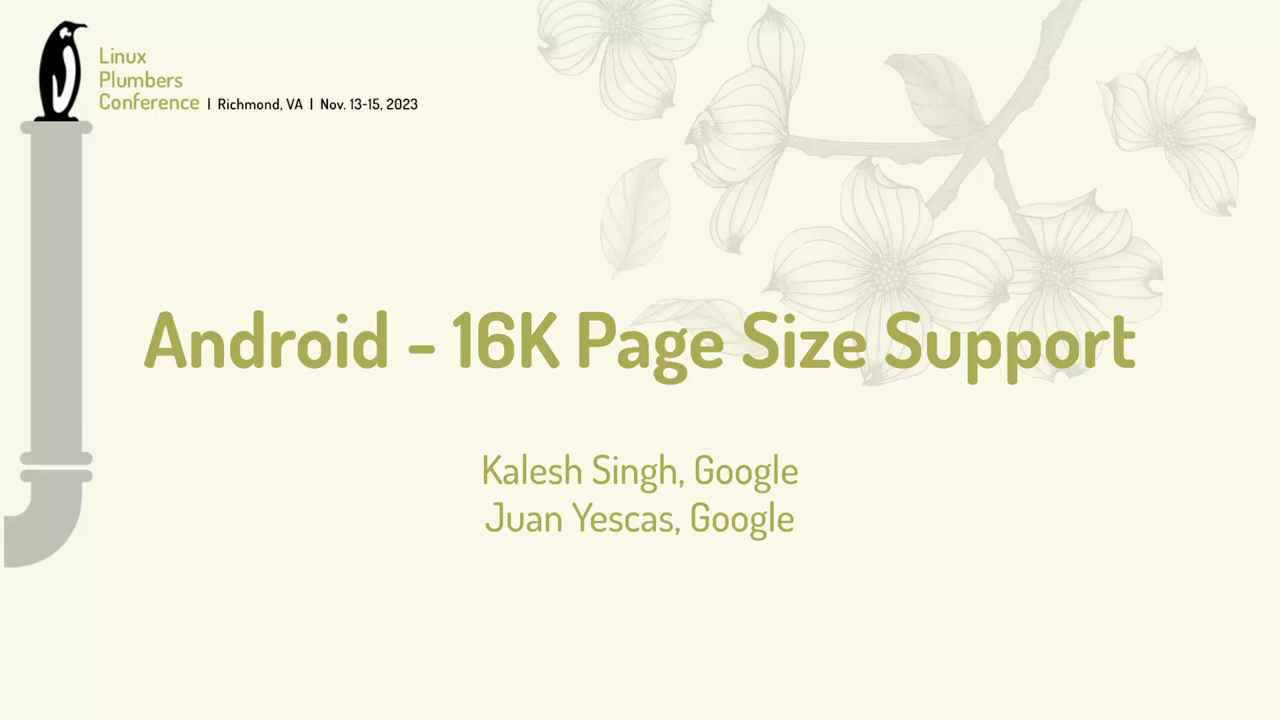 Linux
Plumbers
Conference | Richmond, VA | Nov. 13-15, 2023
Android - 16K Page Size Support
Kalesh Singh, Google
Juan Yescas, Google